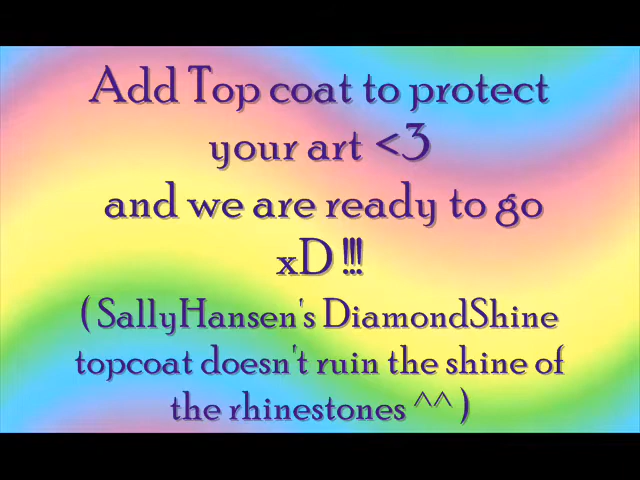 Add Top coat to protect
your art <3
and we are ready to go
xD !!!
( SallyHansen's DiamondShine
topcoat doesn't ruin the shine of
the rhinestones ^^ )